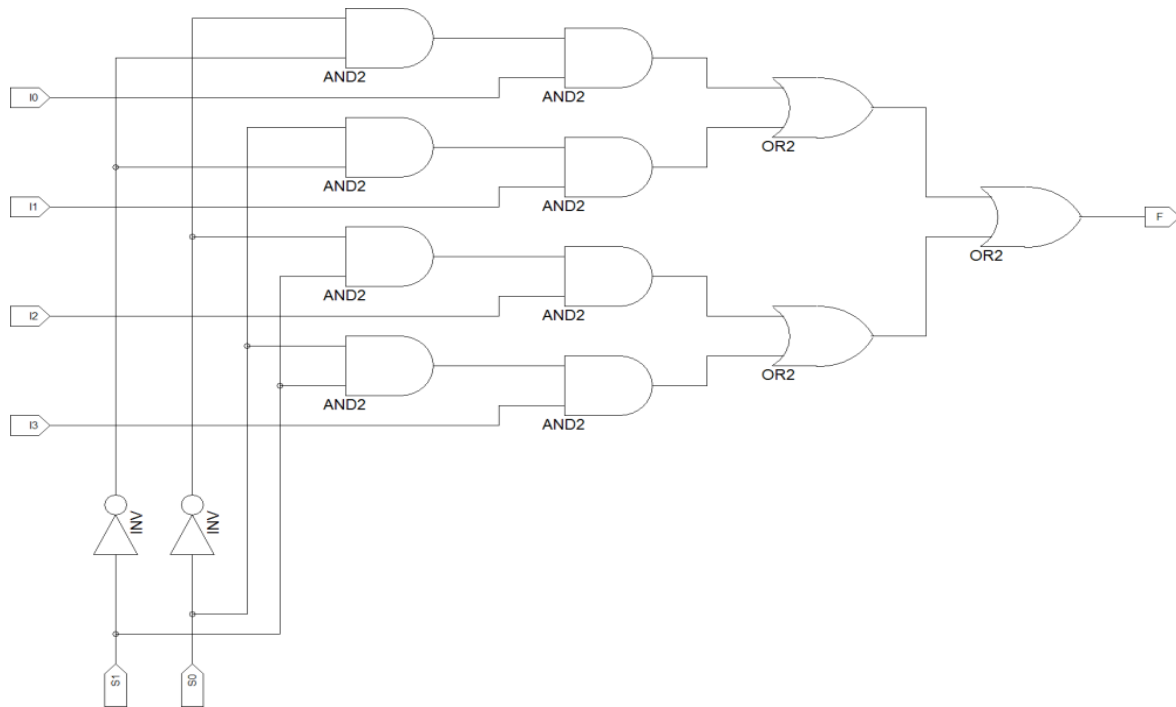 AND2
I0
AND2
OR2
AND2
I1
AND2
F
OR2
AND2
I2
AND2
OR2
AND2
I3
AND2
INV
INV
S1
S0